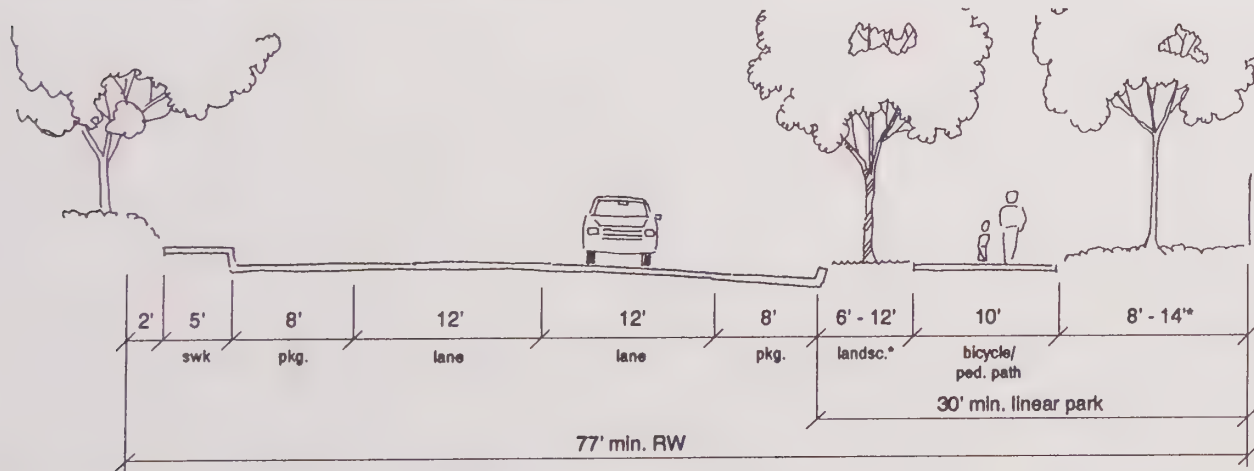 2' 5' 8' 12' 12' 8' 6' - 12' 10' 8' - 14'*
swk pkg. lane lane pkg. landsc.* bicycle/
ped. path
30' min. linear park
77' min. RW